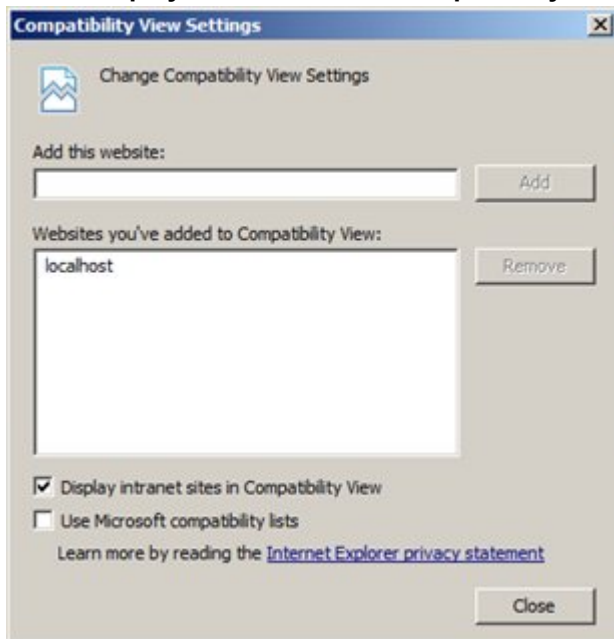 Compatibility View Settings
Change Compatibility View Settings
Add this website:
Add
Websites you've added to Compatibility View:
localhost
Remove
Display intranet sites in Compatibility View
Use Microsoft compatibility lists
Learn more by reading the Internet Explorer privacy statement
Close